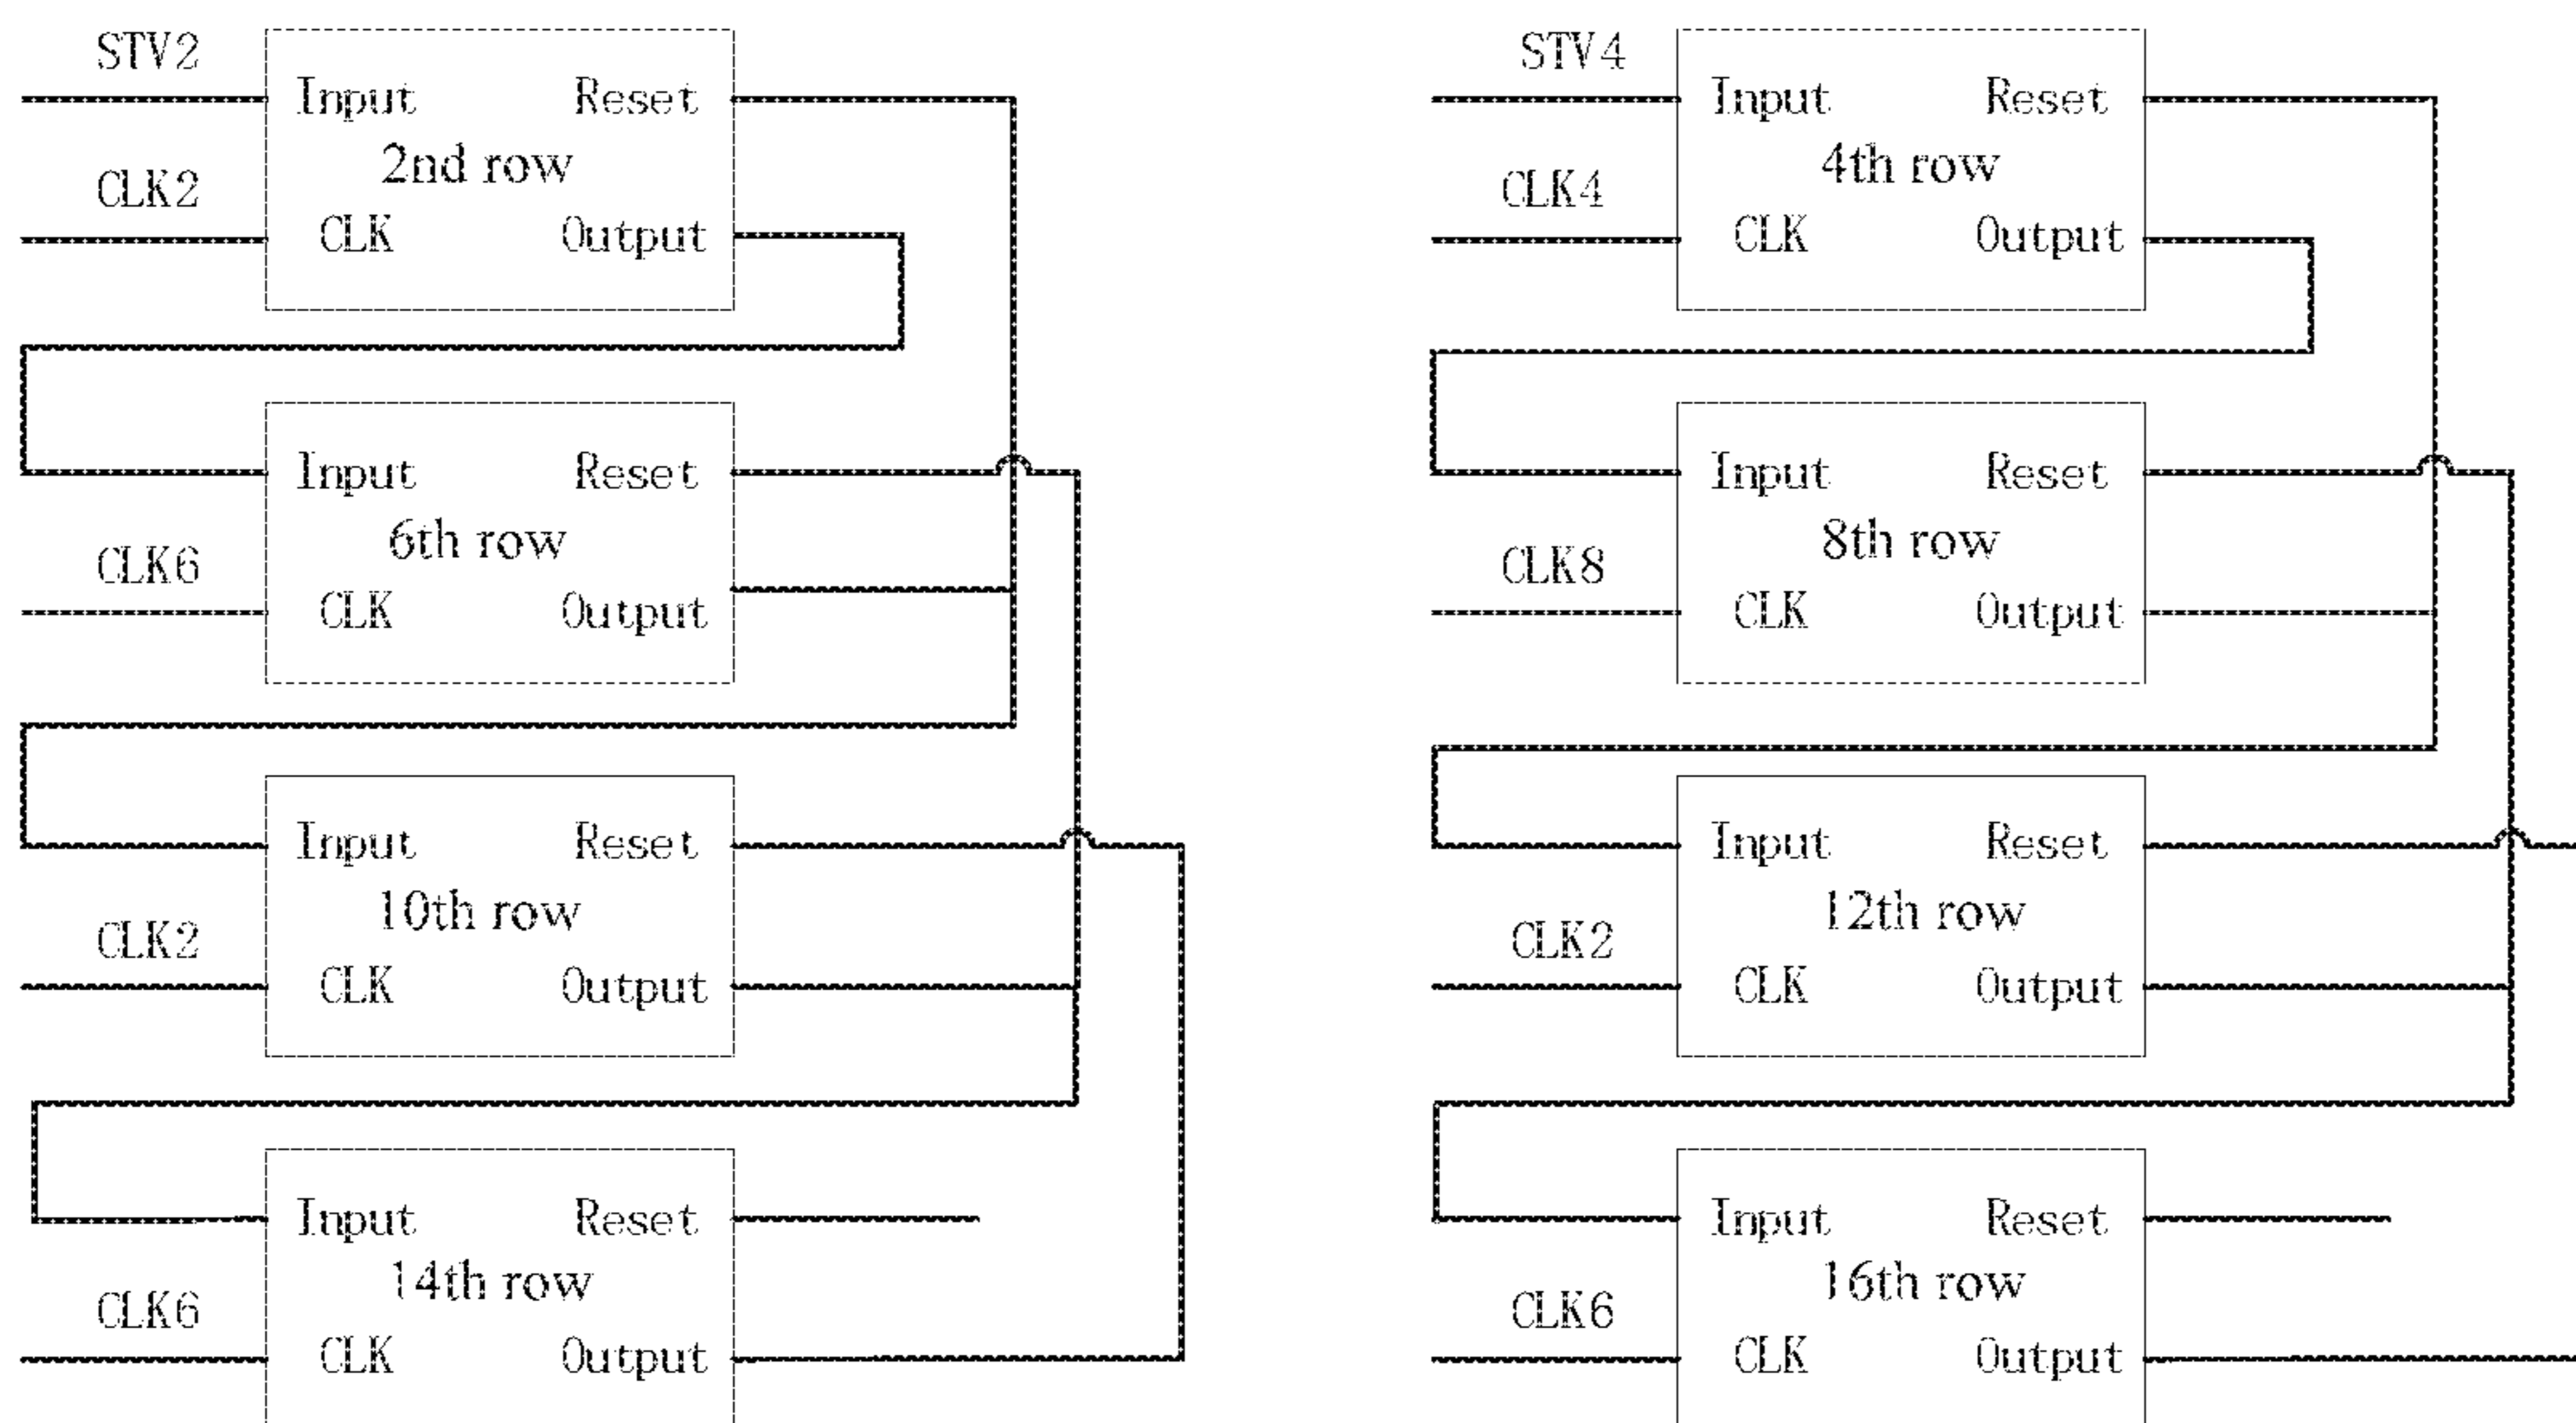 STV2
Input Reset
2nd row
CLK2
CLK Output
Input Reset
6th row
CLK6
CLK Output
Input Reset
10th row
CLK2
CLK Output
Input Reset
14th row
CLK6
CLK Output
STV4
Input Reset
4th row
CLK4
CLK Output
Input Reset
8th row
CLK8
CLK Output
Input Reset
12th row
CLK2
CLK Output
Input Reset
16th row
CLK6
CLK Output